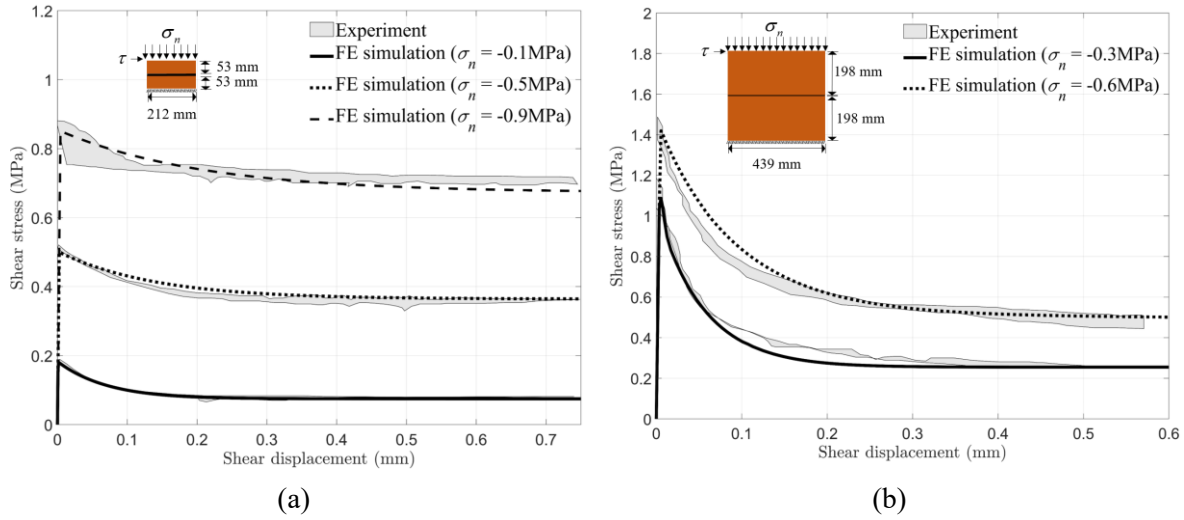 1.2
1
0.8
0.6
0.4
0.2
0
0 0.1 0.2 0.3 0.4 0.5 0.6 0.7
Shear stress (MPa)
Shear displacement (mm)
σn
τ
53 mm
53 mm
212 mm
Experiment
FE simulation (σn = -0.1MPa)
FE simulation (σn = -0.5MPa)
FE simulation (σn = -0.9MPa)
(a)
2
1.8
1.6
1.4
1.2
1
0.8
0.6
0.4
0.2
0
0 0.1 0.2 0.3 0.4 0.5 0.6
Shear stress (MPa)
Shear displacement (mm)
σn
τ
198 mm
198 mm
439 mm
Experiment
FE simulation (σn = -0.3MPa)
FE simulation (σn = -0.6MPa)
(b)